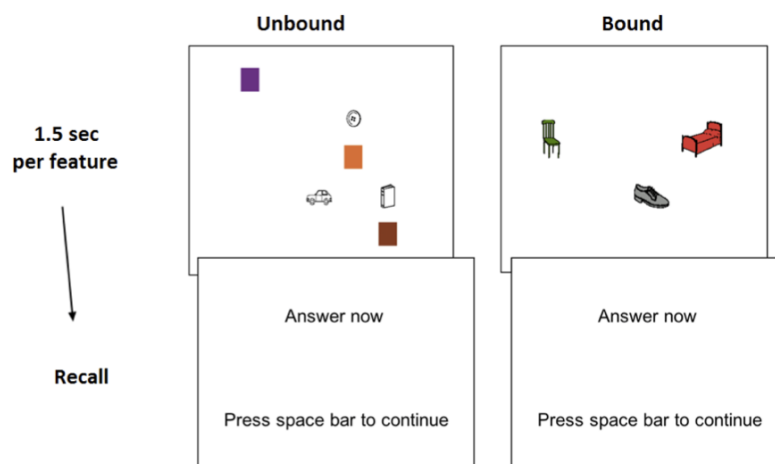 Unbound
Bound
1.5 sec
per feature
Answer now
Answer now
Recall
Press space bar to continue
Press space bar to continue